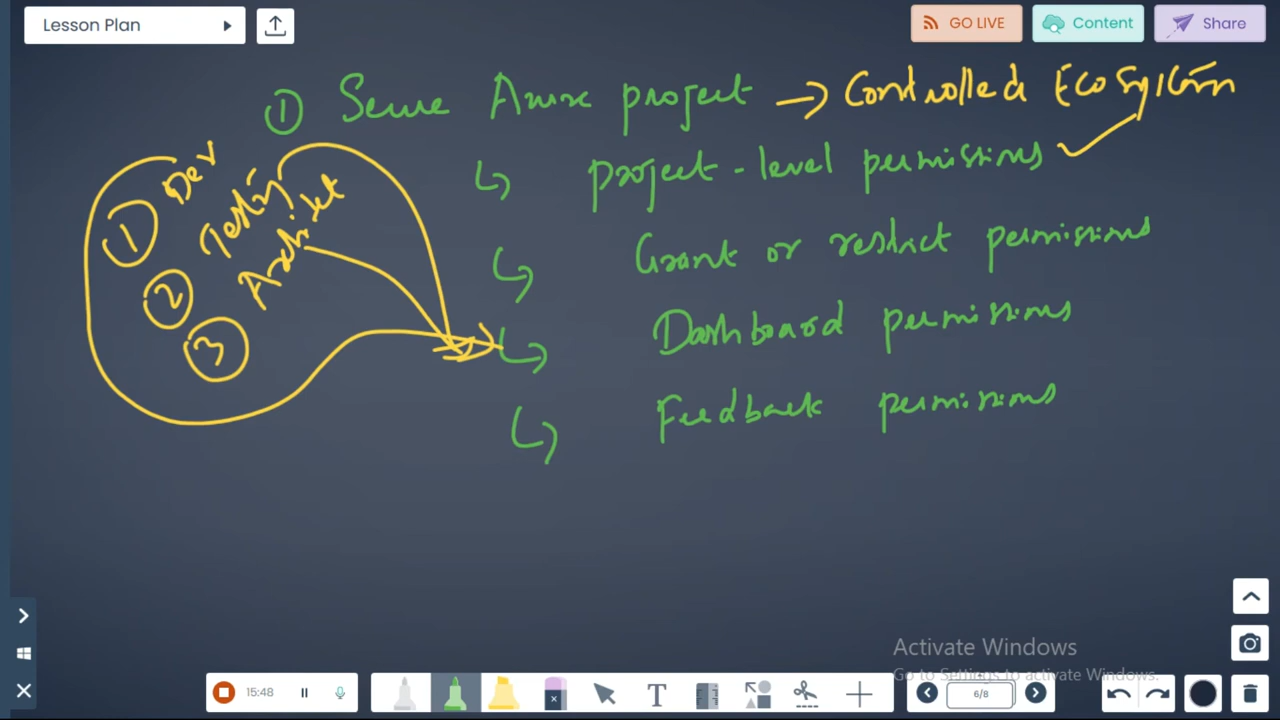 Lesson Plan
GO LIVE
Content
Share
① Secure Azure project → Controlled EcoSystem
↳ project-level permissions
↳ Grant or restrict permissions
↳ Dashboard permissions
↳ Feedback permissions
① Dev
② Testing
③ Architect
Activate Windows
Go to Settings to activate Windows.
15:48
T
6/8